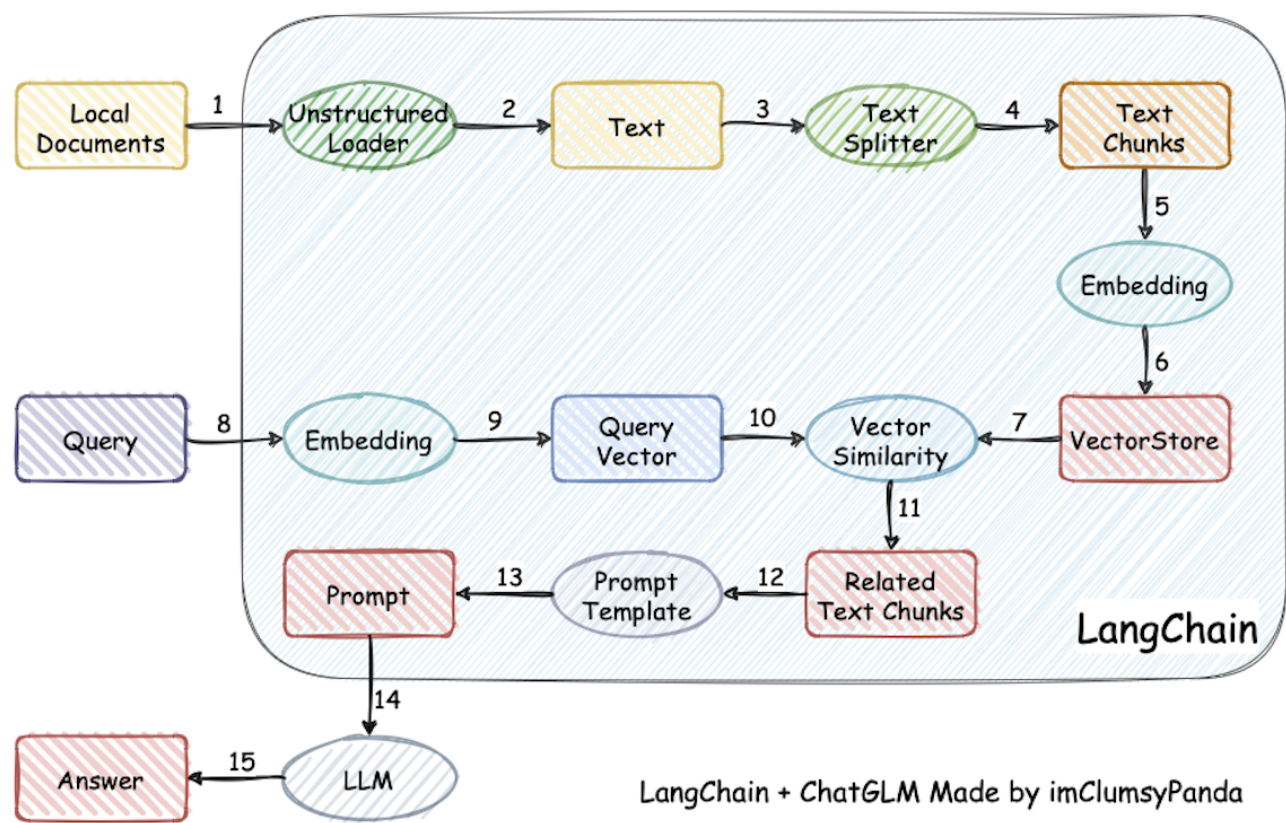 Local
Documents
1
Unstructured
Loader
2
Text
3
Text
Splitter
4
Text
Chunks
5
Embedding
6
Query
8
Embedding
9
Query
Vector
10
Vector
Similarity
7
VectorStore
11
Prompt
13
Prompt
Template
12
Related
Text Chunks
LangChain
14
Answer
15
LLM
LangChain + ChatGLM Made by imClumsyPanda